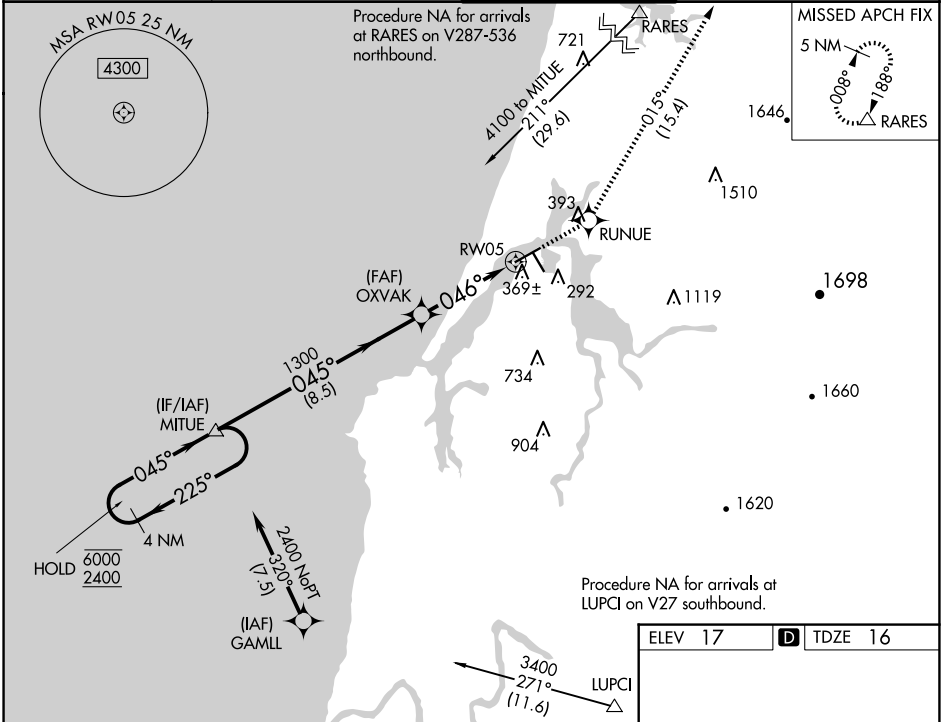 MSA RW05 25 NM
4300
Procedure NA for arrivals
at RARES on V287-536
northbound.
721
RARES
4100 to MITUE
211°
(29.6)
015°
(15.4)
MISSED APCH FIX
5 NM
008°
188°
RARES
1646
1510
393
RUNUE
RW05
369±
292
1119
1698
(FAF)
OXVAK
046°
1300
045°
(8.5)
734
1660
(IF/IAF)
MITUE
904
045°
225°
4 NM
HOLD
6000
2400
1620
2400 NoPT
320°
(7.5)
(IAF)
GAMLL
Procedure NA for arrivals at
LUPCI on V27 southbound.
3400
271°
(11.6)
LUPCI
ELEV 17
D
TDZE 16